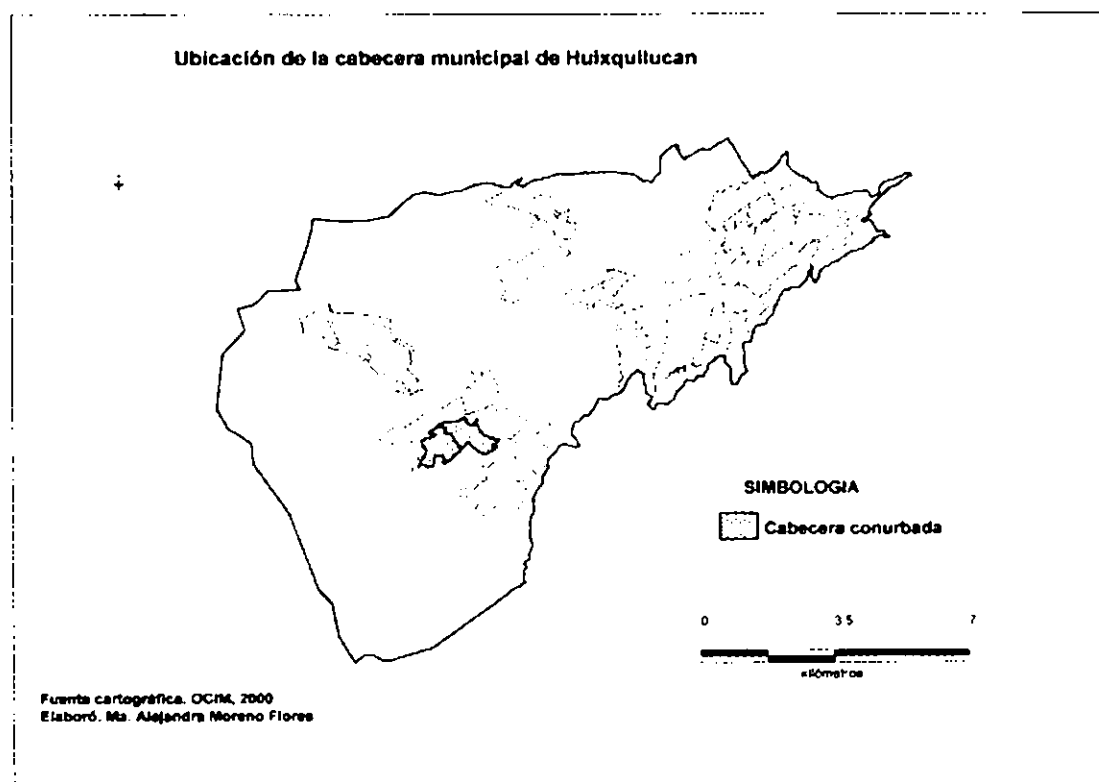 Ubicación de la cabecera municipal de Huixquilucan
SIMBOLOGIA
Cabecera conurbada
0 3 5 7
kilómetros
Fuente cartográfica. OCIM, 2000
Elaboró. Ma. Alejandra Moreno Flores